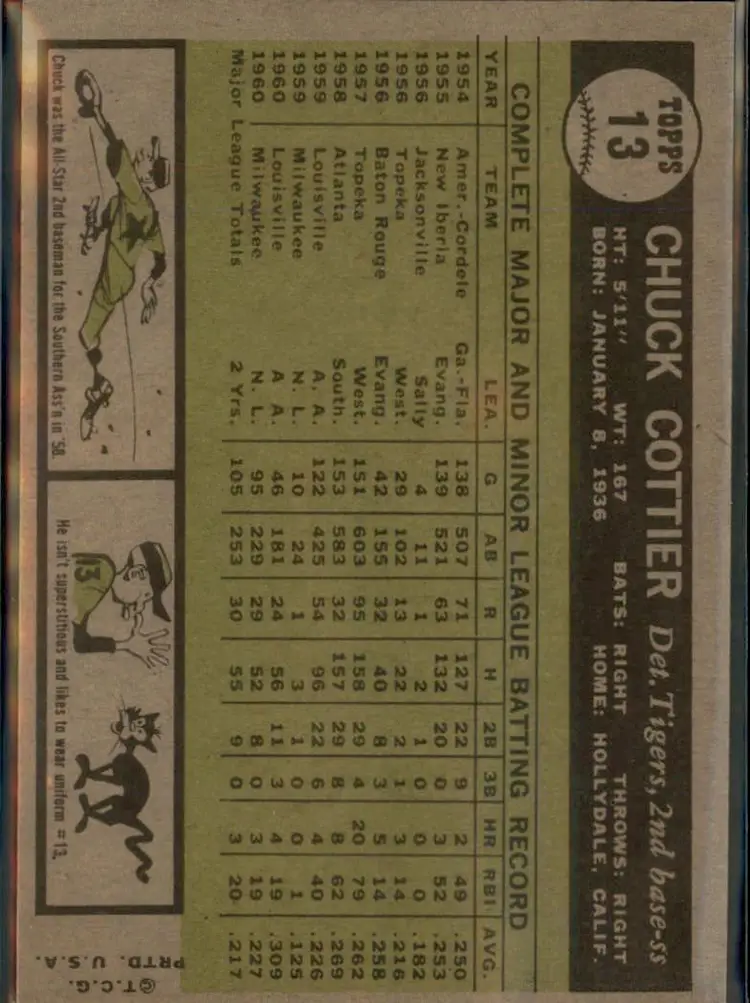 TOPPS
13
CHUCK COTTIER Det. Tigers, 2nd base-ss
HT: 5'11" WT: 167 BATS: RIGHT THROWS: RIGHT
BORN: JANUARY 8, 1936 HOME: HOLLYDALE, CALIF.
COMPLETE MAJOR AND MINOR LEAGUE BATTING RECORD
YEAR TEAM LEA. G AB R H 2B 3B HR RBI AVG.
1954 Amer.-Cordele Ga.-Fla. 138 507 71 127 22 9 2 49 .250
1955 New Iberia Evang. 139 521 63 132 20 0 3 52 .253
1956 Jacksonville Sally 4 11 1 2 1 0 0 0 .182
1956 Topeka West. 29 102 13 22 2 1 3 14 .216
1956 Baton Rouge Evang. 42 155 32 40 8 3 5 14 .258
1957 Topeka West. 151 603 95 158 29 4 20 79 .262
1958 Atlanta South. 153 583 32 157 29 8 8 62 .269
1959 Louisville A. A. 122 425 54 96 22 6 4 40 .226
1959 Milwaukee N. L. 10 24 1 3 1 0 0 1 .125
1960 Louisville A A. 46 181 24 56 11 3 4 19 .309
1960 Milwaukee N. L. 95 229 29 52 8 0 3 19 .227
Major League Totals 2 Yrs. 105 253 30 55 9 0 3 20 .217
13
Chuck was the All-Star 2nd baseman for the Southern Ass'n in '58.
He isn't superstitious and likes to wear uniform #13.
©T.C.G.
PRTD. U.S.A.